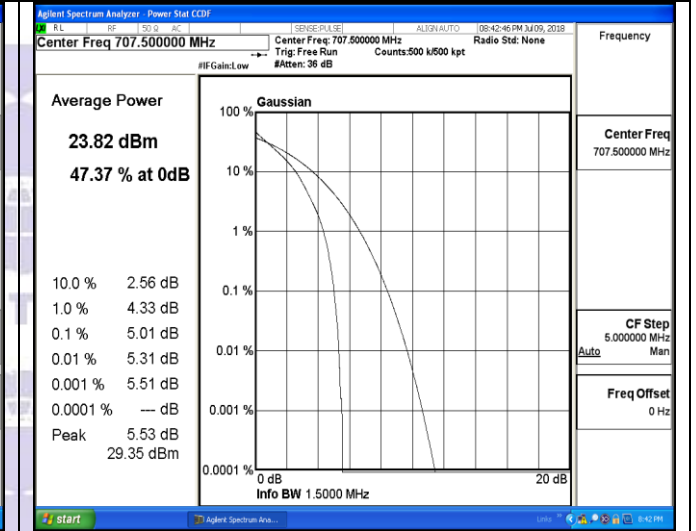 Agilent Spectrum Analyzer - Power Stat CCDF
RL RF 50 Ω AC SENSE:PULSE ALIGN AUTO 08:42:46 PM Jul 09, 2018
Center Freq 707.500000 MHz
Center Freq: 707.500000 MHz
Radio Std: None
Trig: Free Run
Counts:500 k/500 kpt
#IFGain:Low
#Atten: 36 dB
Frequency
Center Freq
707.500000 MHz
CF Step
5.000000 MHz
Auto Man
Freq Offset
0 Hz
Average Power
23.82 dBm
47.37 % at 0dB
10.0 % 2.56 dB
1.0 % 4.33 dB
0.1 % 5.01 dB
0.01 % 5.31 dB
0.001 % 5.51 dB
0.0001 % --- dB
Peak 5.53 dB
29.35 dBm
Gaussian
100 %
10 %
1 %
0.1 %
0.01 %
0.001 %
0.0001 %
0 dB
20 dB
Info BW 1.5000 MHz
start
Agilent Spectrum Ana...
Links
8:42 PM